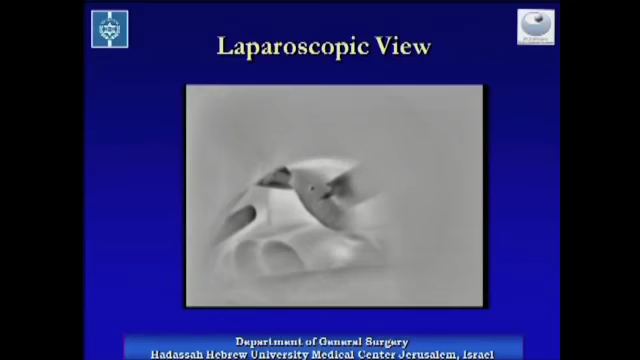 Laparoscopic View
Department of General Surgery
Hadassah Hebrew University Medical Center Jerusalem, Israel